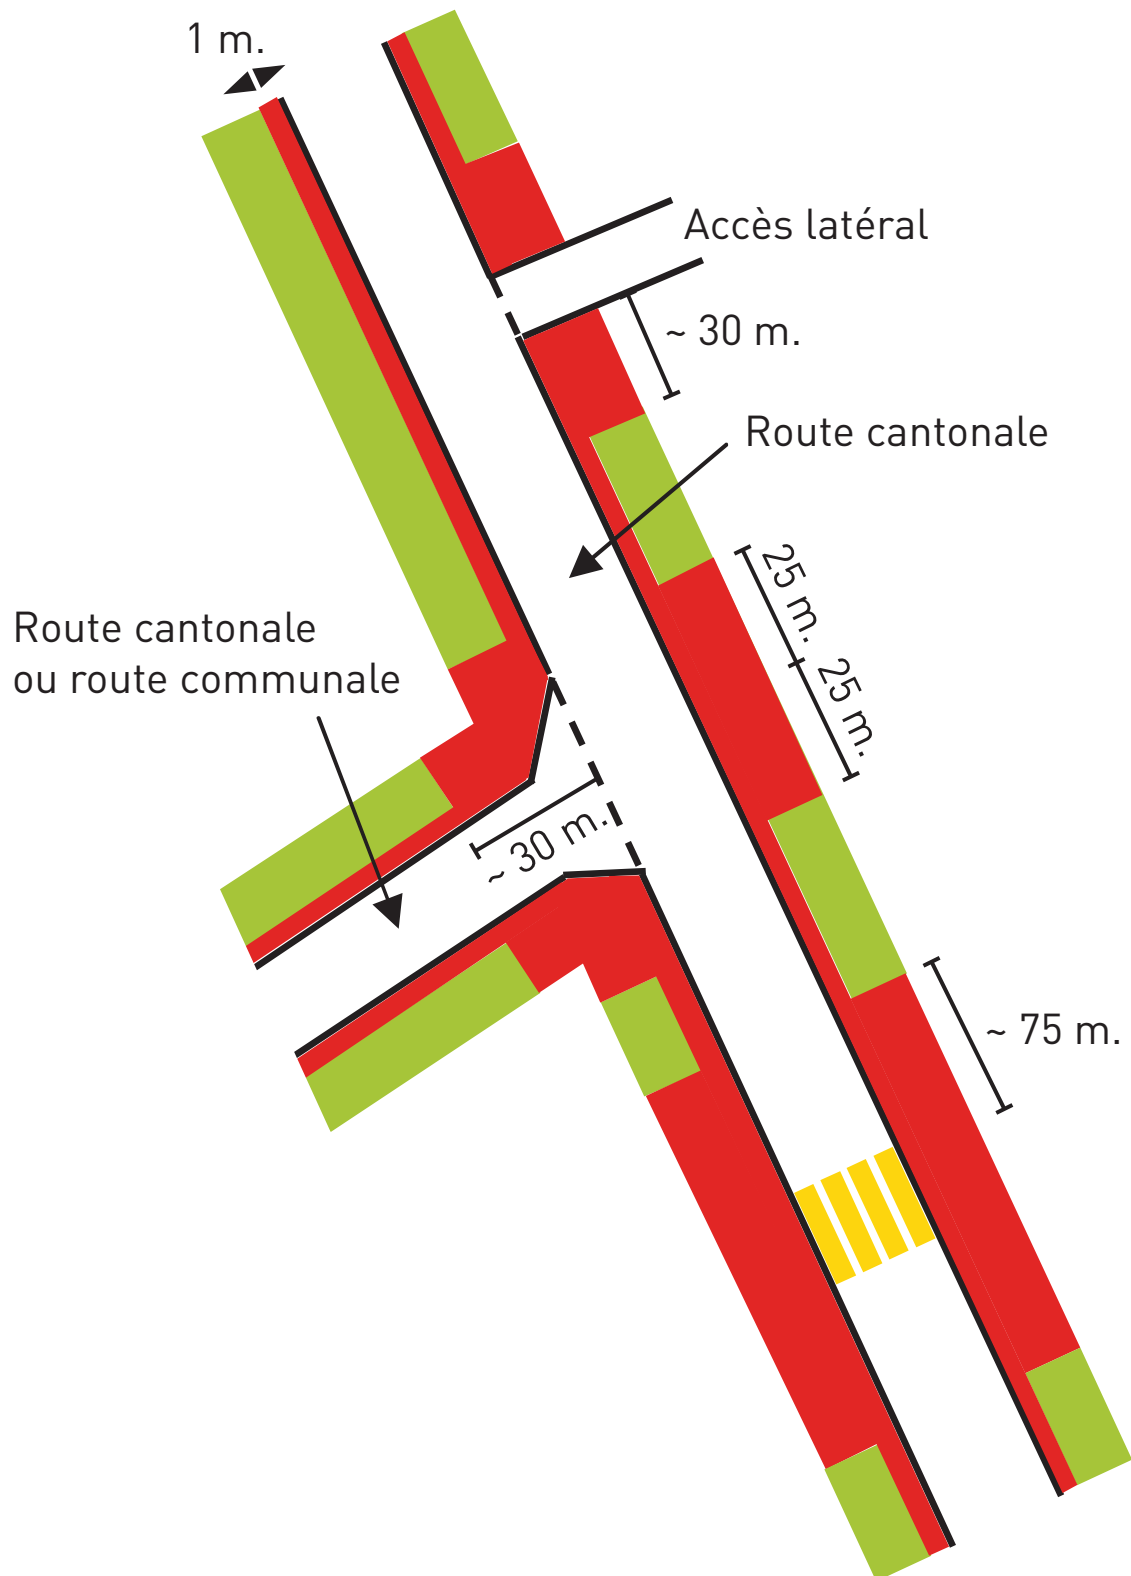 1 m.
Accès latéral
~ 30 m.
Route cantonale
25 m.
25 m.
Route cantonale
ou route communale
~ 30 m.
~ 75 m.